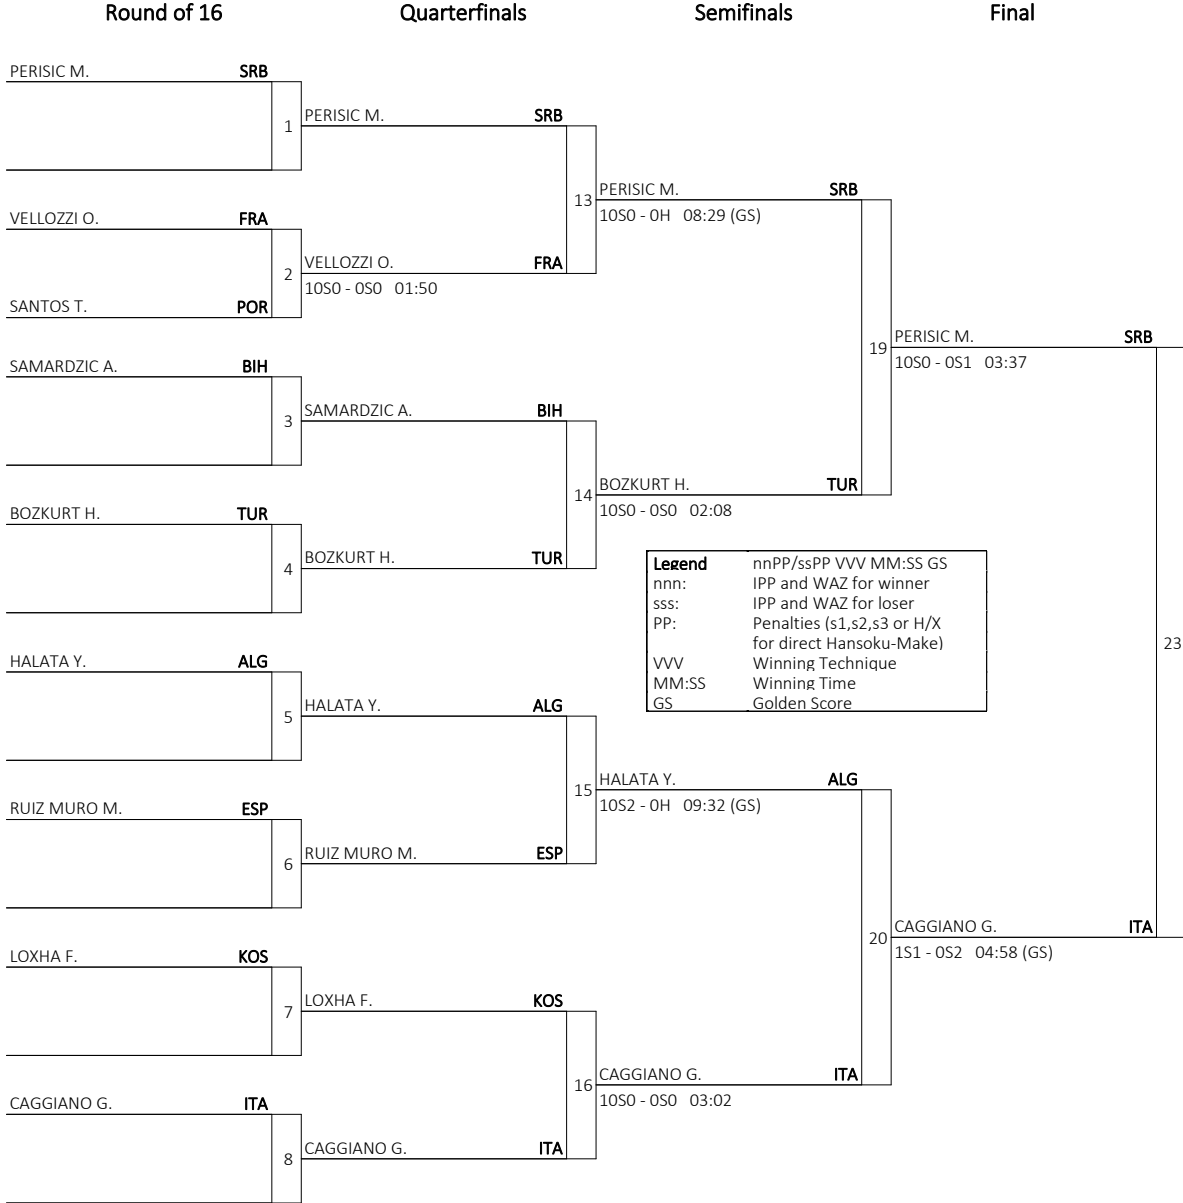 Round of 16 Quarterfinals Semifinals Final
PERISIC M. SRB
1 PERISIC M. SRB
13 PERISIC M. SRB
10S0 - 0H 08:29 (GS)
VELLOZZI O. FRA
2 VELLOZZI O. FRA
10S0 - 0S0 01:50
SANTOS T. POR
19 PERISIC M. SRB
10S0 - 0S1 03:37
SAMARDZIC A. BIH
3 SAMARDZIC A. BIH
14 BOZKURT H. TUR
10S0 - 0S0 02:08
BOZKURT H. TUR
4 BOZKURT H. TUR
Legend nnPP/ssPP VVV MM:SS GS
nnn: IPP and WAZ for winner
sss: IPP and WAZ for loser
PP: Penalties (s1,s2,s3 or H/X
for direct Hansoku-Make)
VVV Winning Technique
MM:SS Winning Time
GS Golden Score
23
HALATA Y. ALG
5 HALATA Y. ALG
15 HALATA Y. ALG
10S2 - 0H 09:32 (GS)
RUIZ MURO M. ESP
6 RUIZ MURO M. ESP
20 CAGGIANO G. ITA
1S1 - 0S2 04:58 (GS)
LOXHA F. KOS
7 LOXHA F. KOS
16 CAGGIANO G. ITA
10S0 - 0S0 03:02
CAGGIANO G. ITA
8 CAGGIANO G. ITA